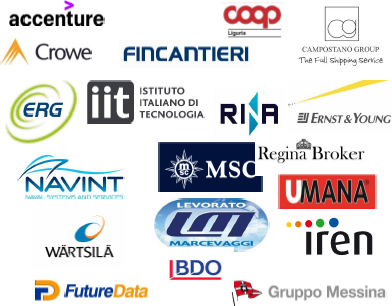 accenture
coop
Liguria
CG
CAMPOSTANO GROUP
The Full Shipping Service
Crowe
FINCANTIERI
ERG
iit
ISTITUTO
ITALIANO DI
TECNOLOGIA
RINA
ERNST & YOUNG
NAVINT
NAVAL SYSTEMS AND SERVICES
MSC
Regina Broker
UMANA
LEVORATO
MARCEVAGGI
WÄRTSILÄ
iren
BDO
FutureData
Gruppo Messina